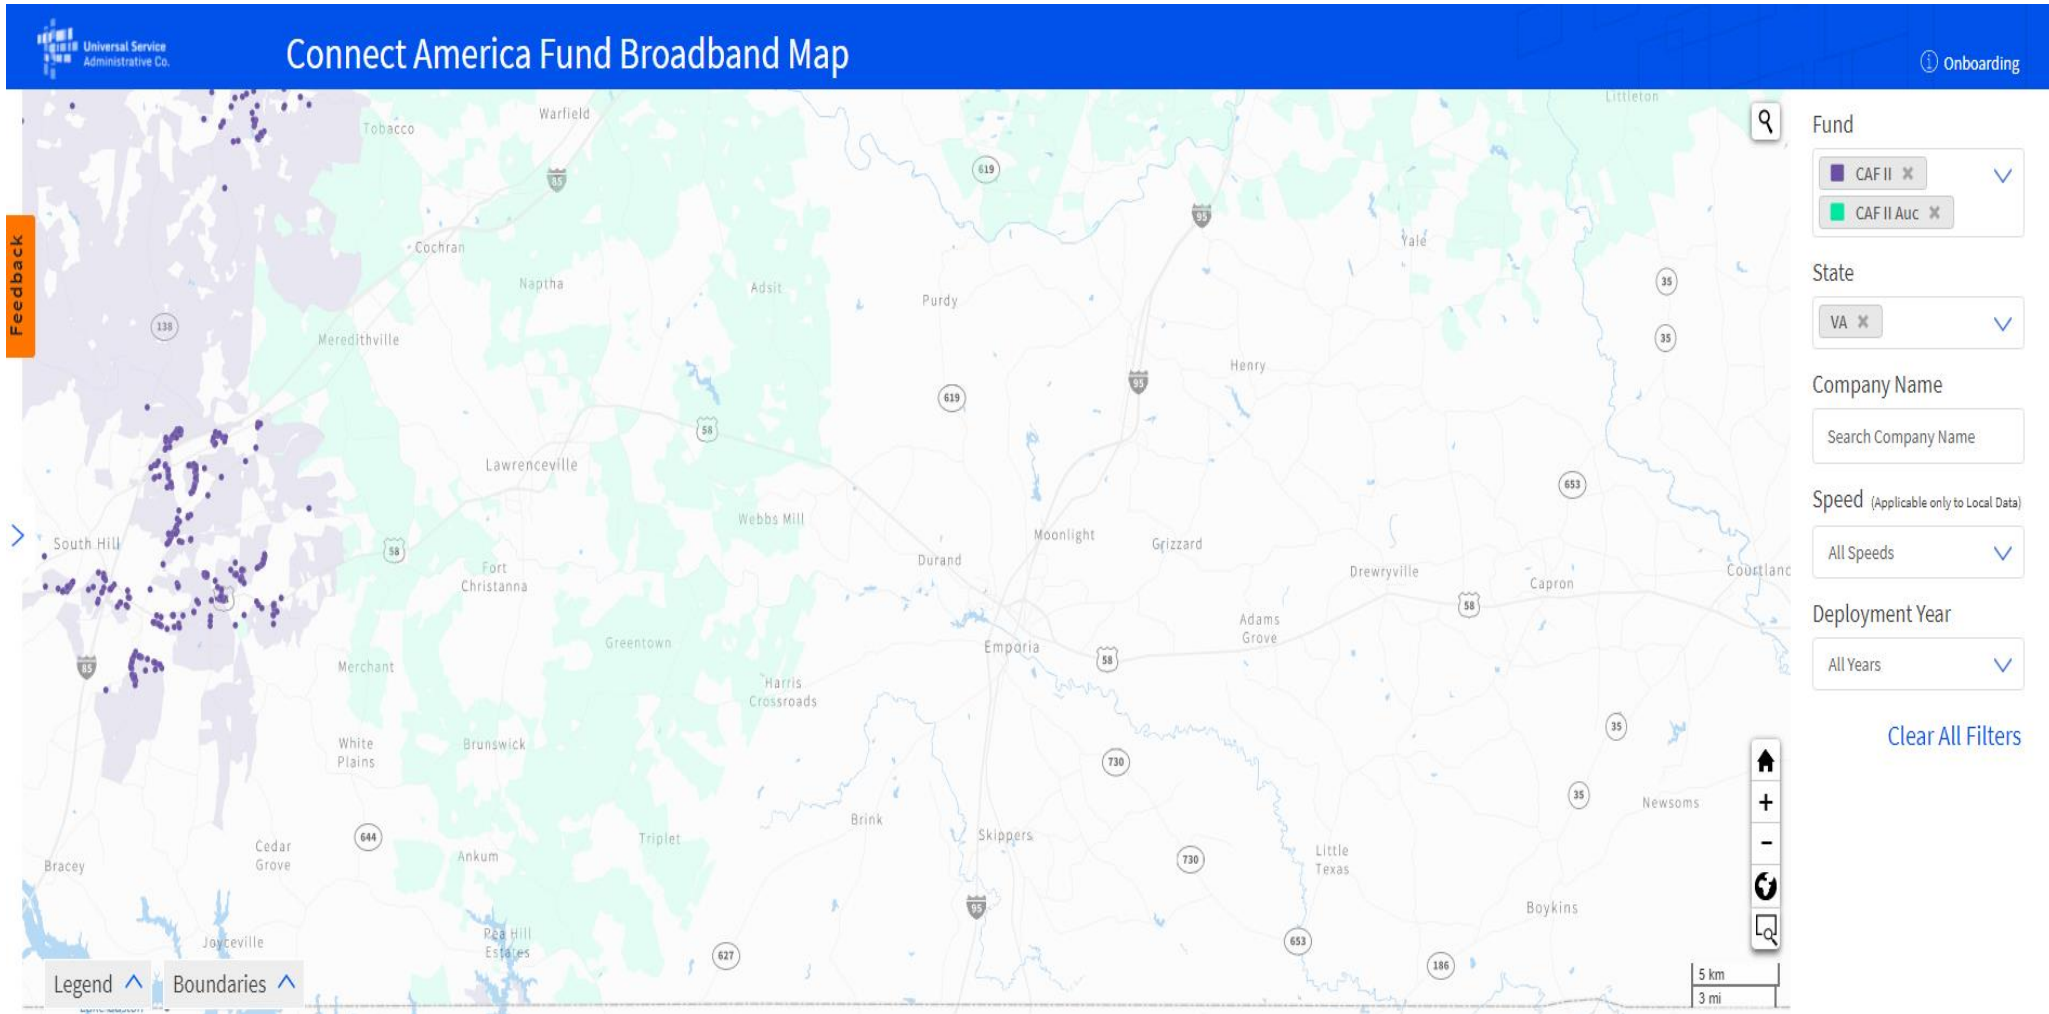 Universal Service
Administrative Co.
Connect America Fund Broadband Map
Onboarding
Feedback
Littleton
Warfield
Tobacco
85
619
95
Yale
Cochran
Naptha
Adsit
Purdy
35
138
Meredithville
35
Henry
95
619
58
Lawrenceville
653
Webbs Mill
Moonlight
Grizzard
South Hill
58
Durand
Fort
Christanna
Drewryville
Capron
Courtland
58
Adams
Grove
Greentown
Emporia
58
Merchant
85
Harris
Crossroads
35
White
Plains
Brunswick
730
35
Newsoms
Brink
Skippers
644
Triplet
Cedar
Grove
Ankum
730
Little
Texas
Bracey
95
Boykins
Joyceville
Pea Hill
Estates
627
653
186
Legend
Boundaries
5 km
3 mi
Fund
CAF II
CAF II Auc
State
VA
Company Name
Search Company Name
Speed (Applicable only to Local Data)
All Speeds
Deployment Year
All Years
Clear All Filters